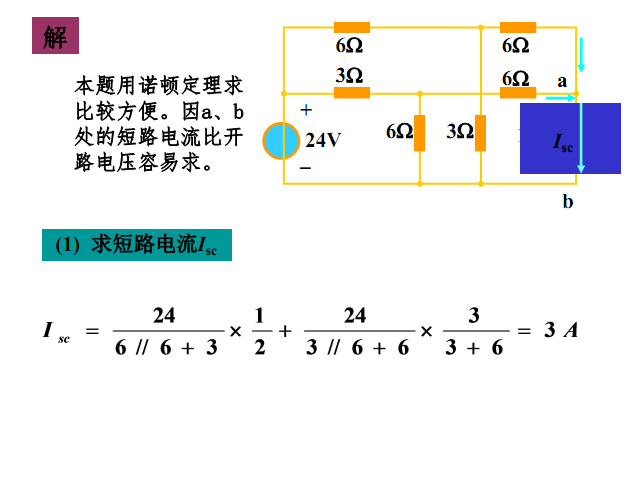 解
本题用诺顿定理求
比较方便。因a、b
处的短路电流比开
路电压容易求。
6Ω
6Ω
3Ω
6Ω
a
+
24V
6Ω
3Ω
Isc
–
b
(1) 求短路电流Isc
I sc = 24 / (6 // 6 + 3) × 1/2 + 24 / (3 // 6 + 6) × 3 / (3 + 6) = 3 A